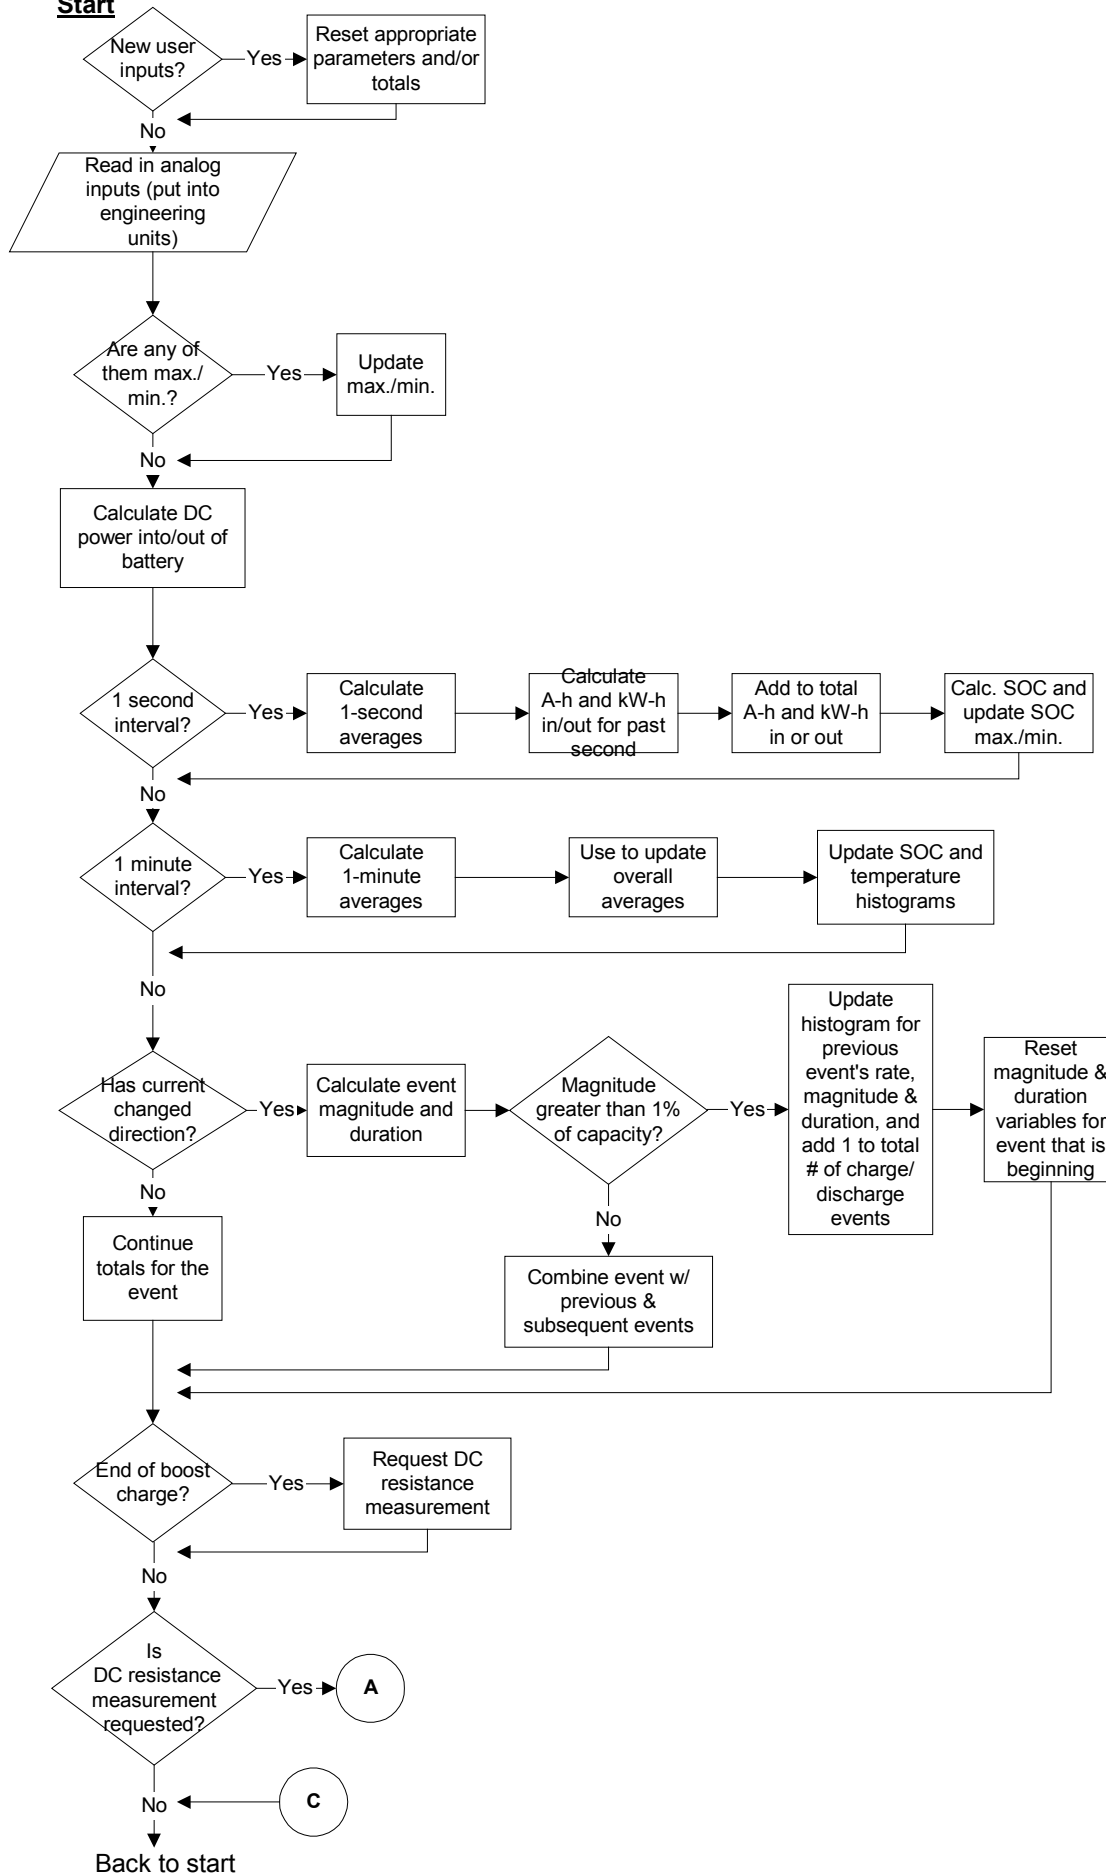 Start
New user
inputs?
Yes
Reset appropriate
parameters and/or
totals
No
Read in analog
inputs (put into
engineering
units)
Are any of
them max./
min.?
Yes
Update
max./min.
No
Calculate DC
power into/out of
battery
1 second
interval?
Yes
Calculate
1-second
averages
Calculate
A-h and kW-h
in/out for past
second
Add to total
A-h and kW-h
in or out
Calc. SOC and
update SOC
max./min.
No
1 minute
interval?
Yes
Calculate
1-minute
averages
Use to update
overall
averages
Update SOC and
temperature
histograms
No
Has current
changed
direction?
Yes
Calculate event
magnitude and
duration
Magnitude
greater than 1%
of capacity?
Yes
Update
histogram for
previous
event's rate,
magnitude &
duration, and
add 1 to total
# of charge/
discharge
events
Reset
magnitude &
duration
variables for
event that is
beginning
No
Continue
totals for the
event
No
Combine event w/
previous &
subsequent events
End of boost
charge?
Yes
Request DC
resistance
measurement
No
Is
DC resistance
measurement
requested?
Yes
A
No
C
Back to start